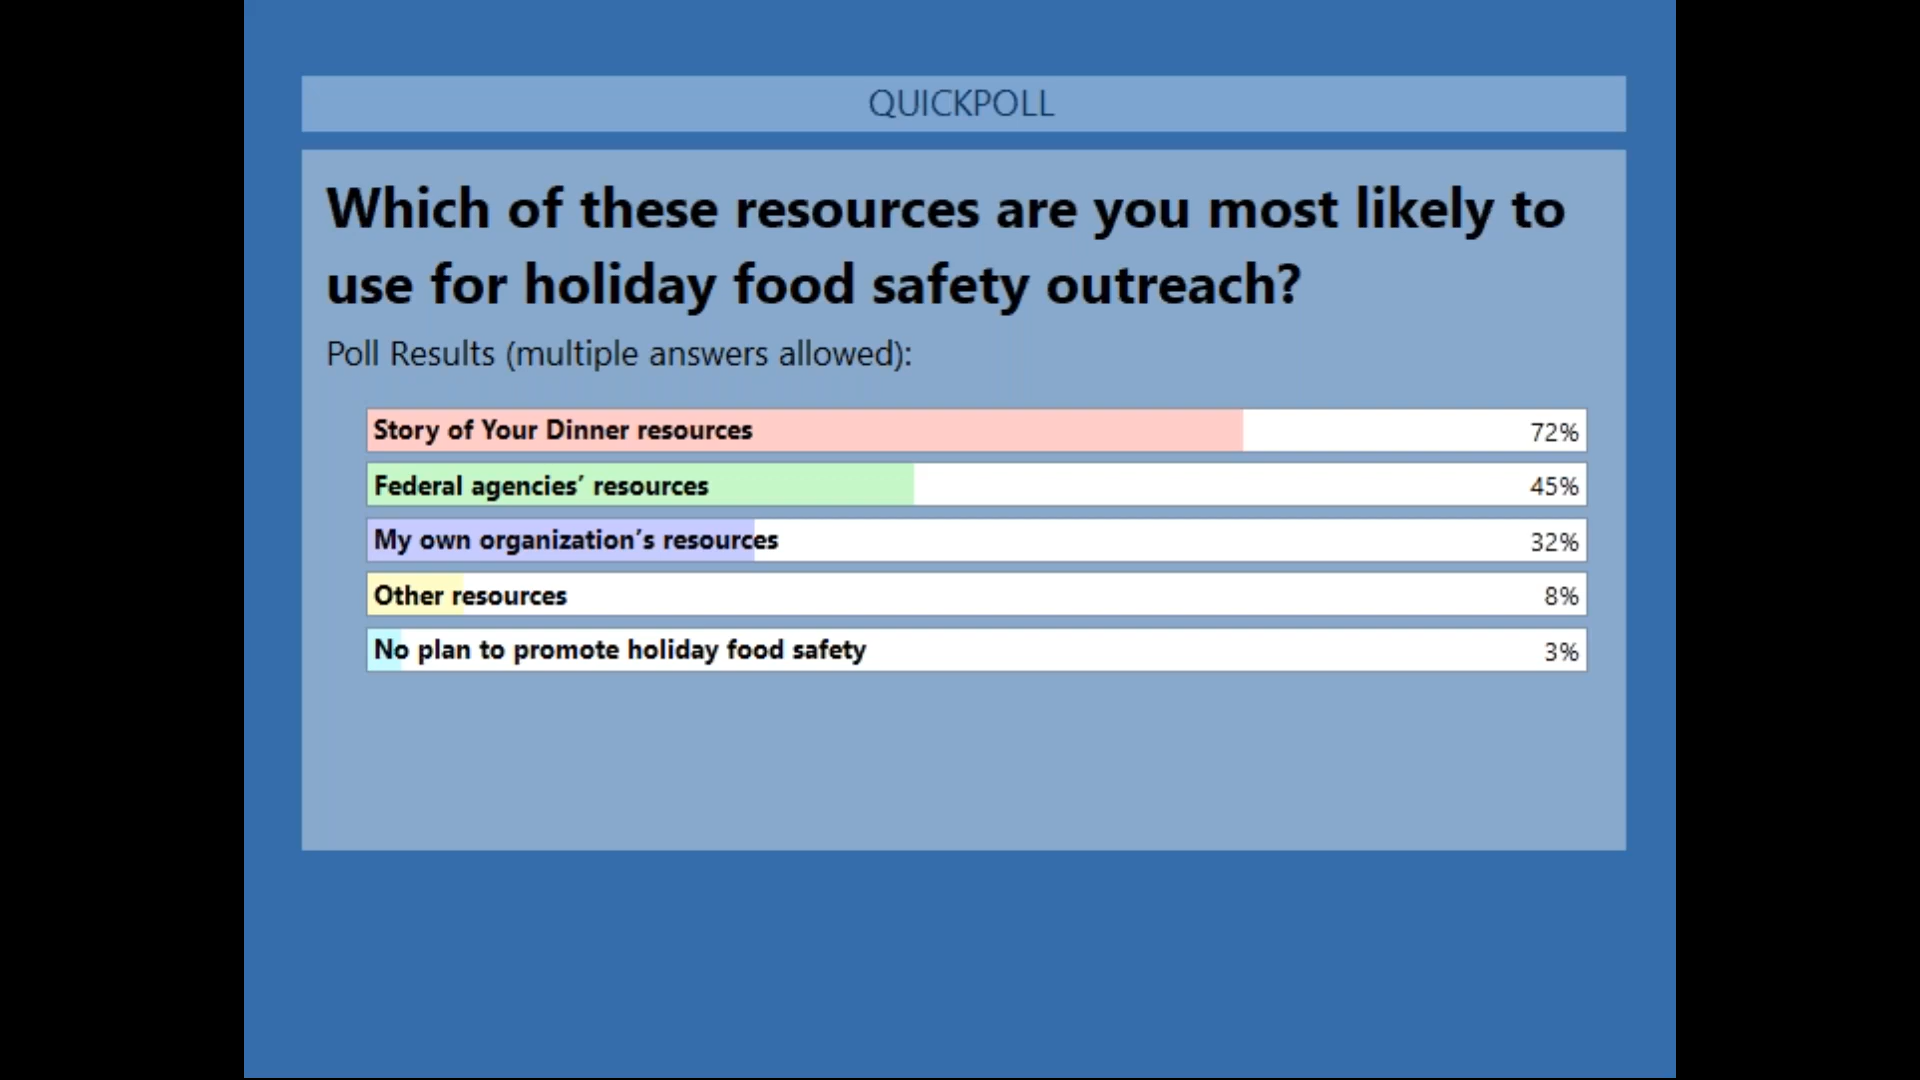 QUICKPOLL
Which of these resources are you most likely to
use for holiday food safety outreach?
Poll Results (multiple answers allowed):
Story of Your Dinner resources 72%
Federal agencies’ resources 45%
My own organization’s resources 32%
Other resources 8%
No plan to promote holiday food safety 3%